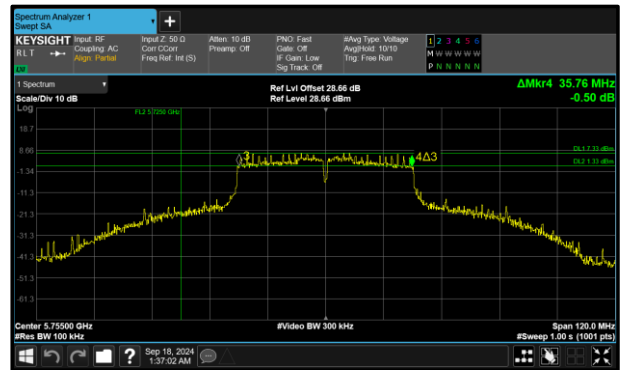 Spectrum Analyzer 1
Swept SA
KEYSIGHT Input: RF Input Z: 50 Ω Atten: 10 dB PNO: Fast #Avg Type: Voltage 1 2 3 4 5 6
RLT Coupling: AC Corr CCorr Preamp: Off Gate: Off Avg|Hold: 10/10 M W W W W W
Align: Partial Freq Ref: Int (S) IF Gain: Low Trig: Free Run
Sig Track: Off P N N N N N
1 Spectrum Ref Lvl Offset 28.66 dB ΔMkr4 35.76 MHz
Scale/Div 10 dB Ref Level 28.66 dBm -0.50 dB
Log
FL2 5.7250 GHz
18.7
8.66 3 4Δ3 DL1 7.33 dBm
-1.34 DL2 1.33 dBm
-11.3
-21.3
-31.3
-41.3
-51.3
-61.3
Center 5.75500 GHz #Video BW 300 kHz Span 120.0 MHz
#Res BW 100 kHz #Sweep 1.00 s (1001 pts)
? Sep 18, 2024
1:37:02 AM